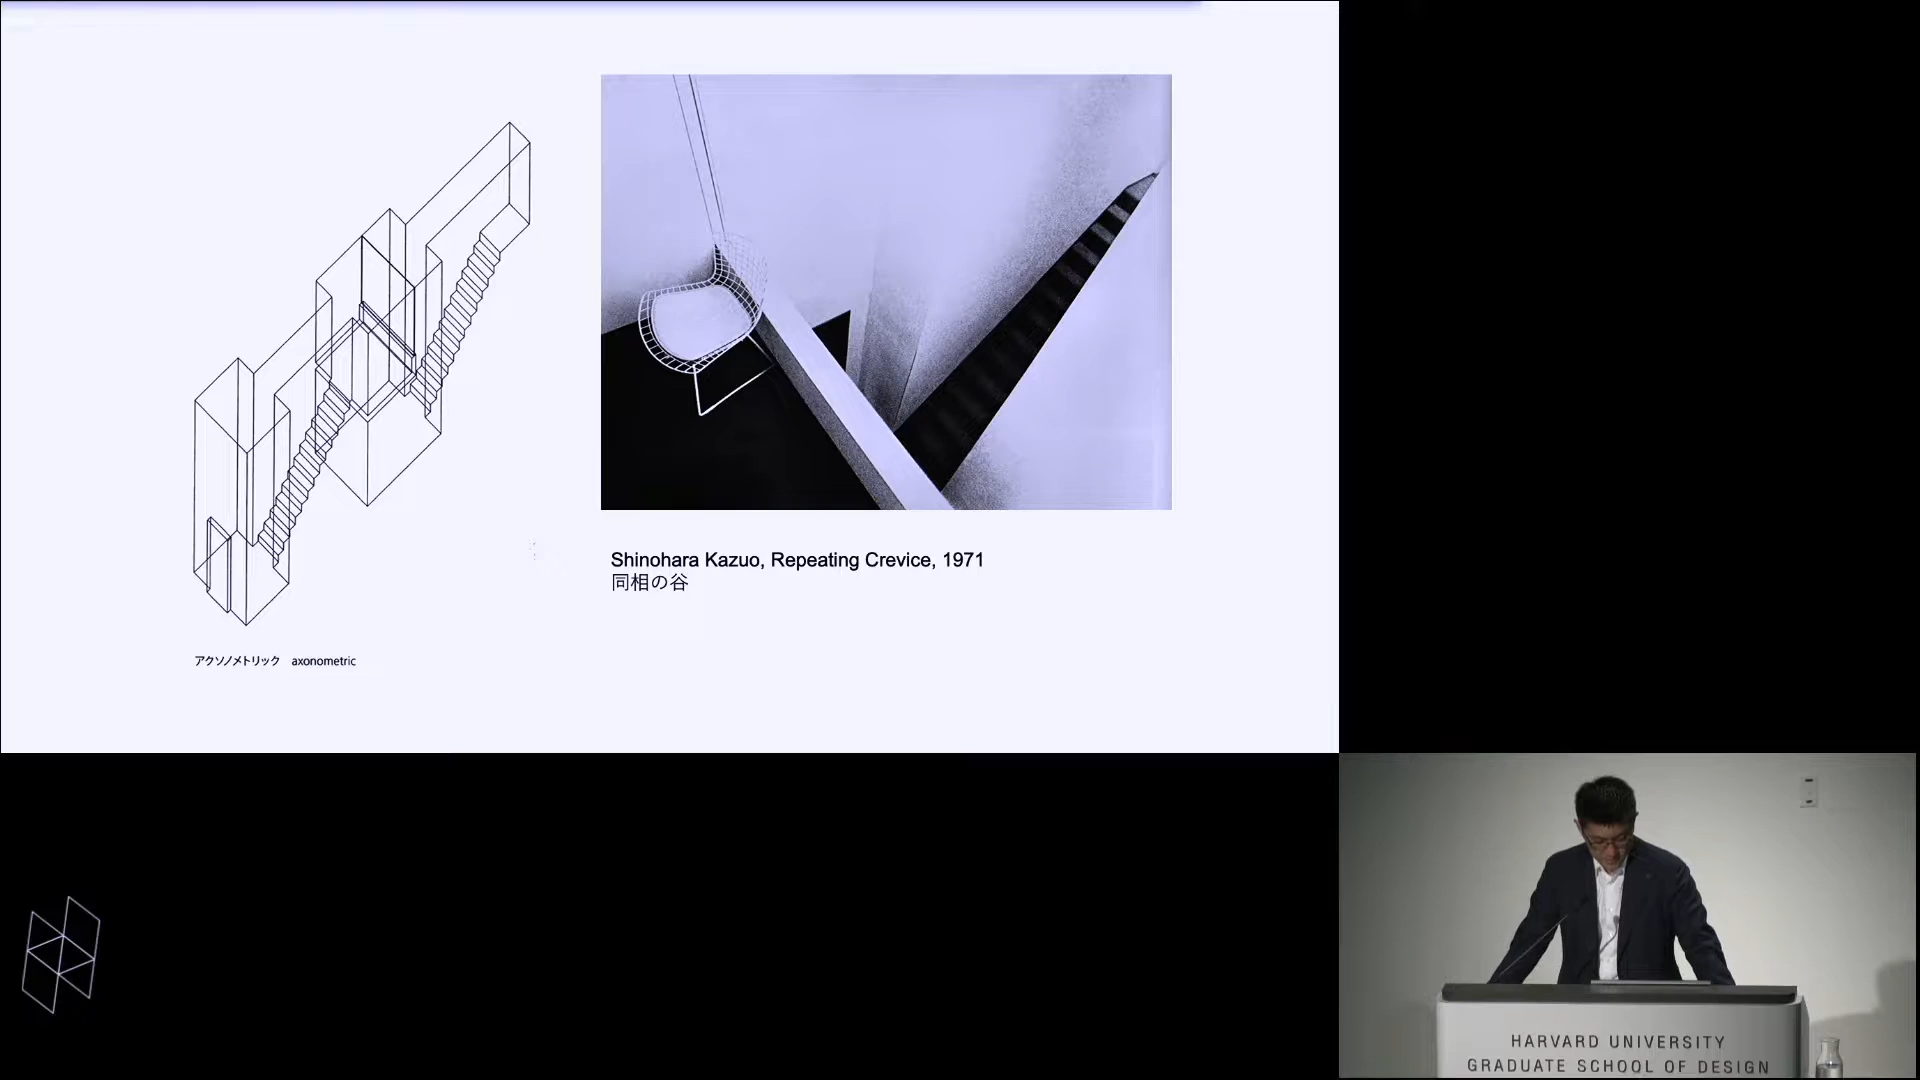 Shinohara Kazuo, Repeating Crevice, 1971
同相の谷
アクソノメトリック axonometric
HARVARD UNIVERSITY
GRADUATE SCHOOL OF DESIGN